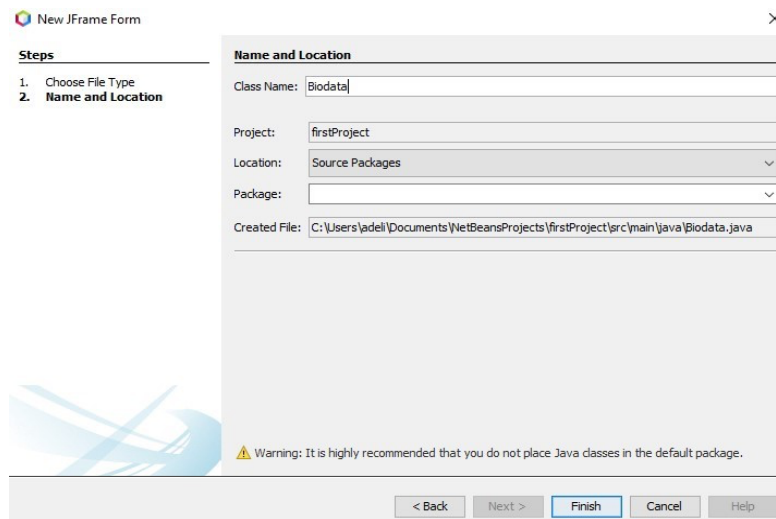 New JFrame Form
Steps
1. Choose File Type
2. Name and Location
Name and Location
Class Name: Biodata
Project: firstProject
Location: Source Packages
Package:
Created File: C:\Users\adeli\Documents\NetBeansProjects\firstProject\src\main\java\Biodata.java
Warning: It is highly recommended that you do not place Java classes in the default package.
< Back Next > Finish Cancel Help